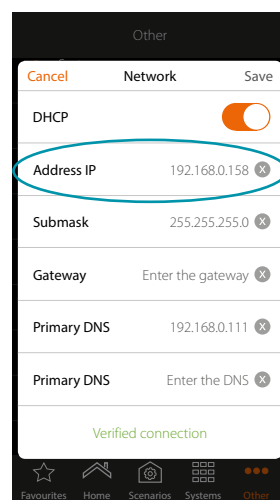 Other
Cancel Network Save
DHCP
Address IP 192.168.0.158 X
Submask 255.255.255.0 X
Gateway Enter the gateway X
Primary DNS 192.168.0.111 X
Primary DNS Enter the DNS X
Verified connection
Favourites Home Scenarios Systems Other